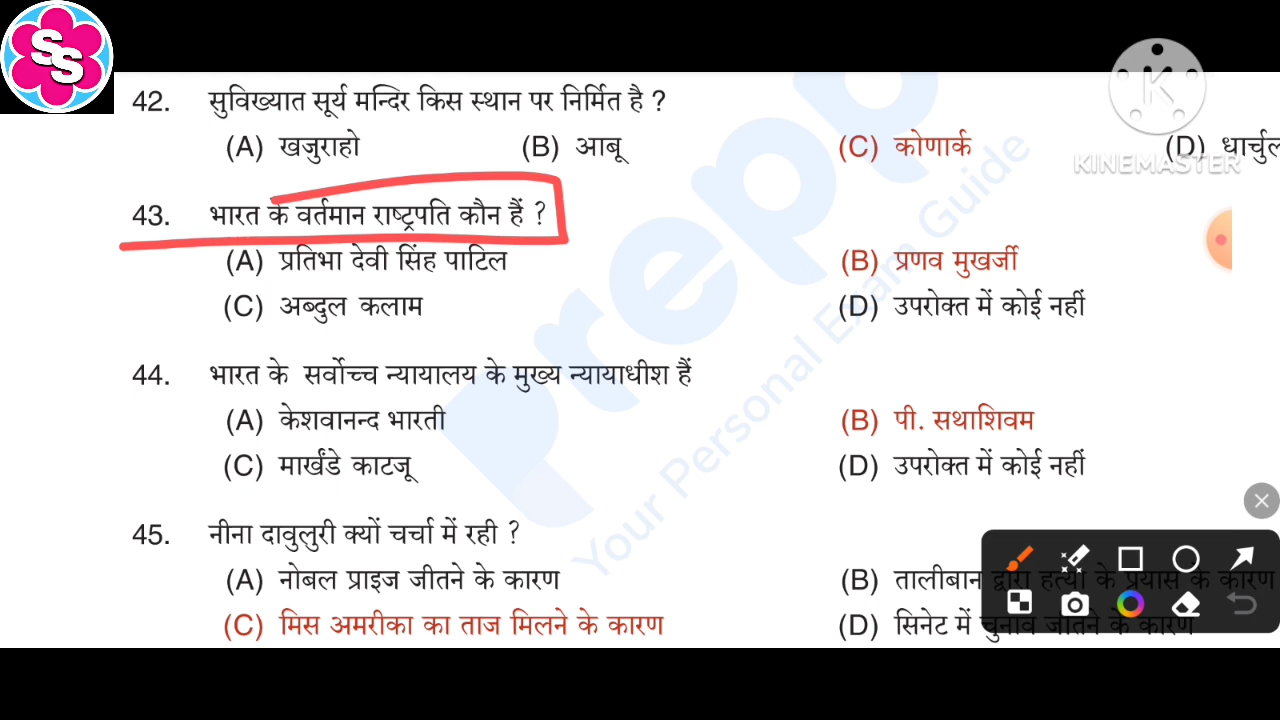 SS
K
KINEMASTER
42. सुविख्यात सूर्य मन्दिर किस स्थान पर निर्मित है ?
(A) खजुराहो (B) आबू (C) कोणार्क (D) धार्चुल
43. भारत के वर्तमान राष्ट्रपति कौन हैं ?
(A) प्रतिभा देवी सिंह पाटिल (B) प्रणव मुखर्जी
(C) अब्दुल कलाम (D) उपरोक्त में कोई नहीं
44. भारत के सर्वोच्च न्यायालय के मुख्य न्यायाधीश हैं
(A) केशवानन्द भारती (B) पी. सथाशिवम
(C) मार्खंडे काटजू (D) उपरोक्त में कोई नहीं
45. नीना दावुलुरी क्यों चर्चा में रही ?
(A) नोबल प्राइज जीतने के कारण (B) तालीबान द्वारा हत्या के प्रयास के कारण
(C) मिस अमरीका का ताज मिलने के कारण (D) सिनेट में चुनाव जीतने के कारण
prepp
Your Personal Exam Guide